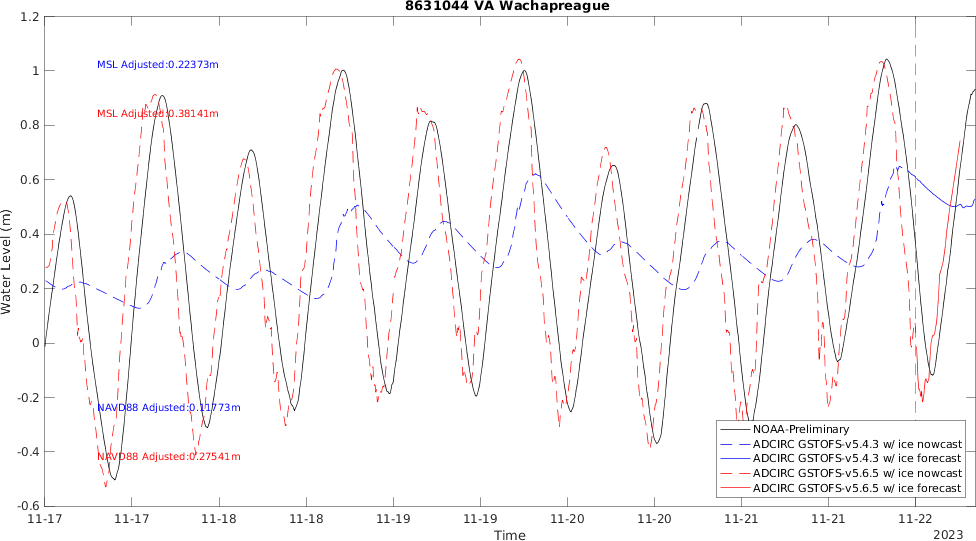 8631044 VA Wachapreague
1.2
1
0.8
0.6
0.4
0.2
0
-0.2
-0.4
-0.6
Water Level (m)
MSL Adjusted:0.22373m
MSL Adjusted:0.38141m
NAVD88 Adjusted:0.11773m
NAVD88 Adjusted:0.27541m
NOAA-Preliminary
ADCIRC GSTOFS-v5.4.3 w/ ice nowcast
ADCIRC GSTOFS-v5.4.3 w/ ice forecast
ADCIRC GSTOFS-v5.6.5 w/ ice nowcast
ADCIRC GSTOFS-v5.6.5 w/ ice forecast
11-17 11-17 11-18 11-18 11-19 11-19 11-20 11-20 11-21 11-21 11-22
Time
2023